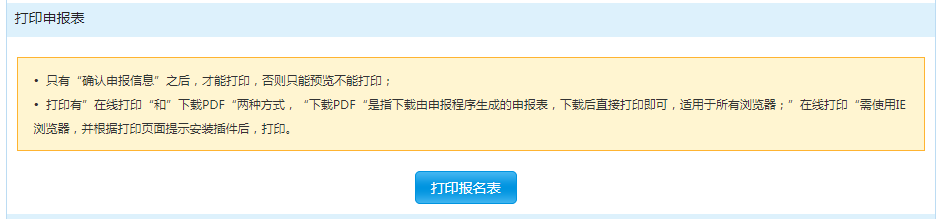 打印申报表
• 只有“确认申报信息”之后，才能打印，否则只能预览不能打印；
• 打印有”在线打印“和”下载PDF“两种方式，“下载PDF“是指下载由申报程序生成的申报表，下载后直接打印即可，适用于所有浏览器；”在线打印“需使用IE
浏览器，并根据打印页面提示安装插件后，打印。
打印报名表